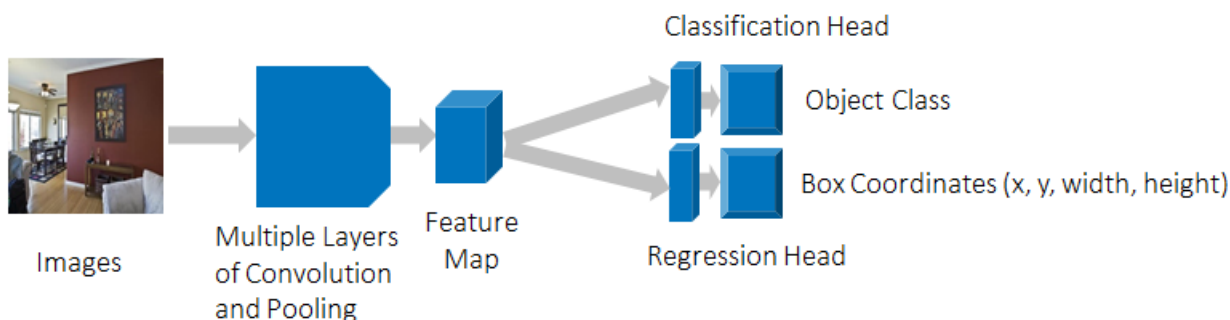 Classification Head
Object Class
Box Coordinates (x, y, width, height)
Regression Head
Feature
Map
Multiple Layers
of Convolution
and Pooling
Images